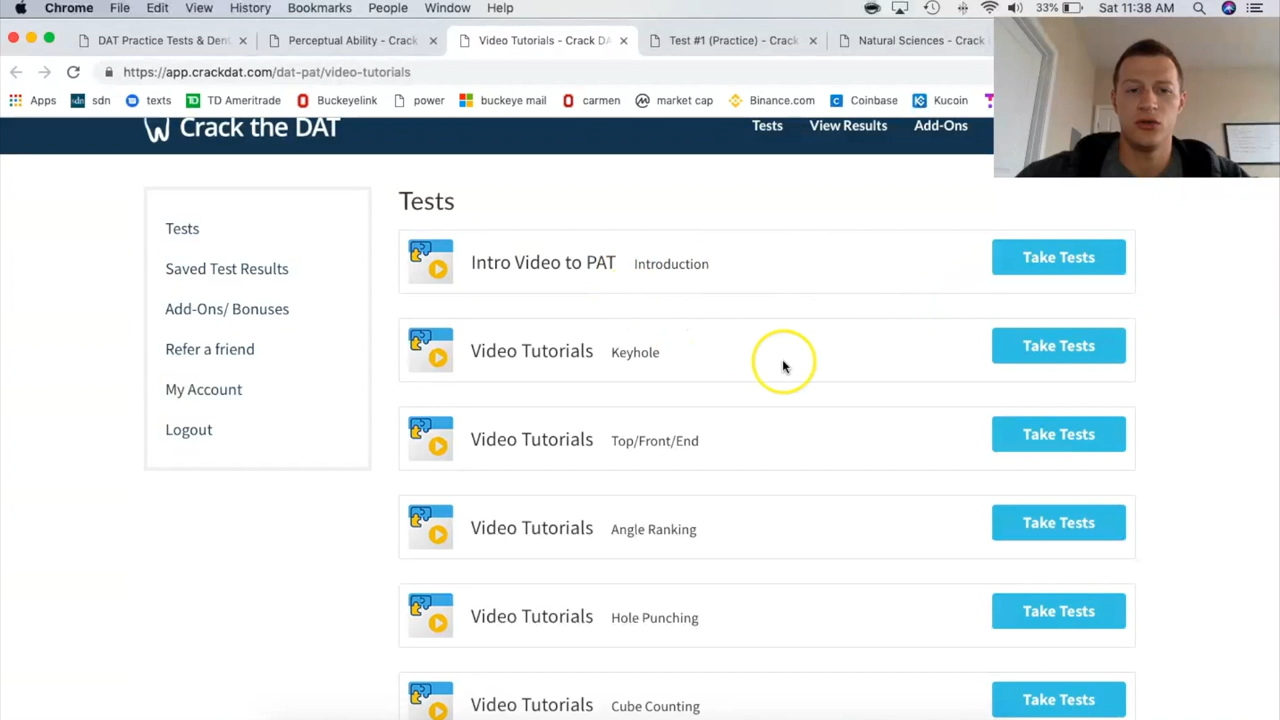 Chrome File Edit View History Bookmarks People Window Help 33% Sat 11:38 AM
DAT Practice Tests & Den Perceptual Ability - Crack Video Tutorials - Crack DA Test #1 (Practice) - Crack Natural Sciences - Crack
https://app.crackdat.com/dat-pat/video-tutorials
Apps sdn texts TD Ameritrade Buckeyelink power buckeye mail carmen market cap Binance.com Coinbase Kucoin
Crack the DAT Tests View Results Add-Ons
Tests
Tests
Saved Test Results
Add-Ons/ Bonuses
Refer a friend
My Account
Logout
Intro Video to PAT Introduction Take Tests
Video Tutorials Keyhole Take Tests
Video Tutorials Top/Front/End Take Tests
Video Tutorials Angle Ranking Take Tests
Video Tutorials Hole Punching Take Tests
Video Tutorials Cube Counting Take Tests